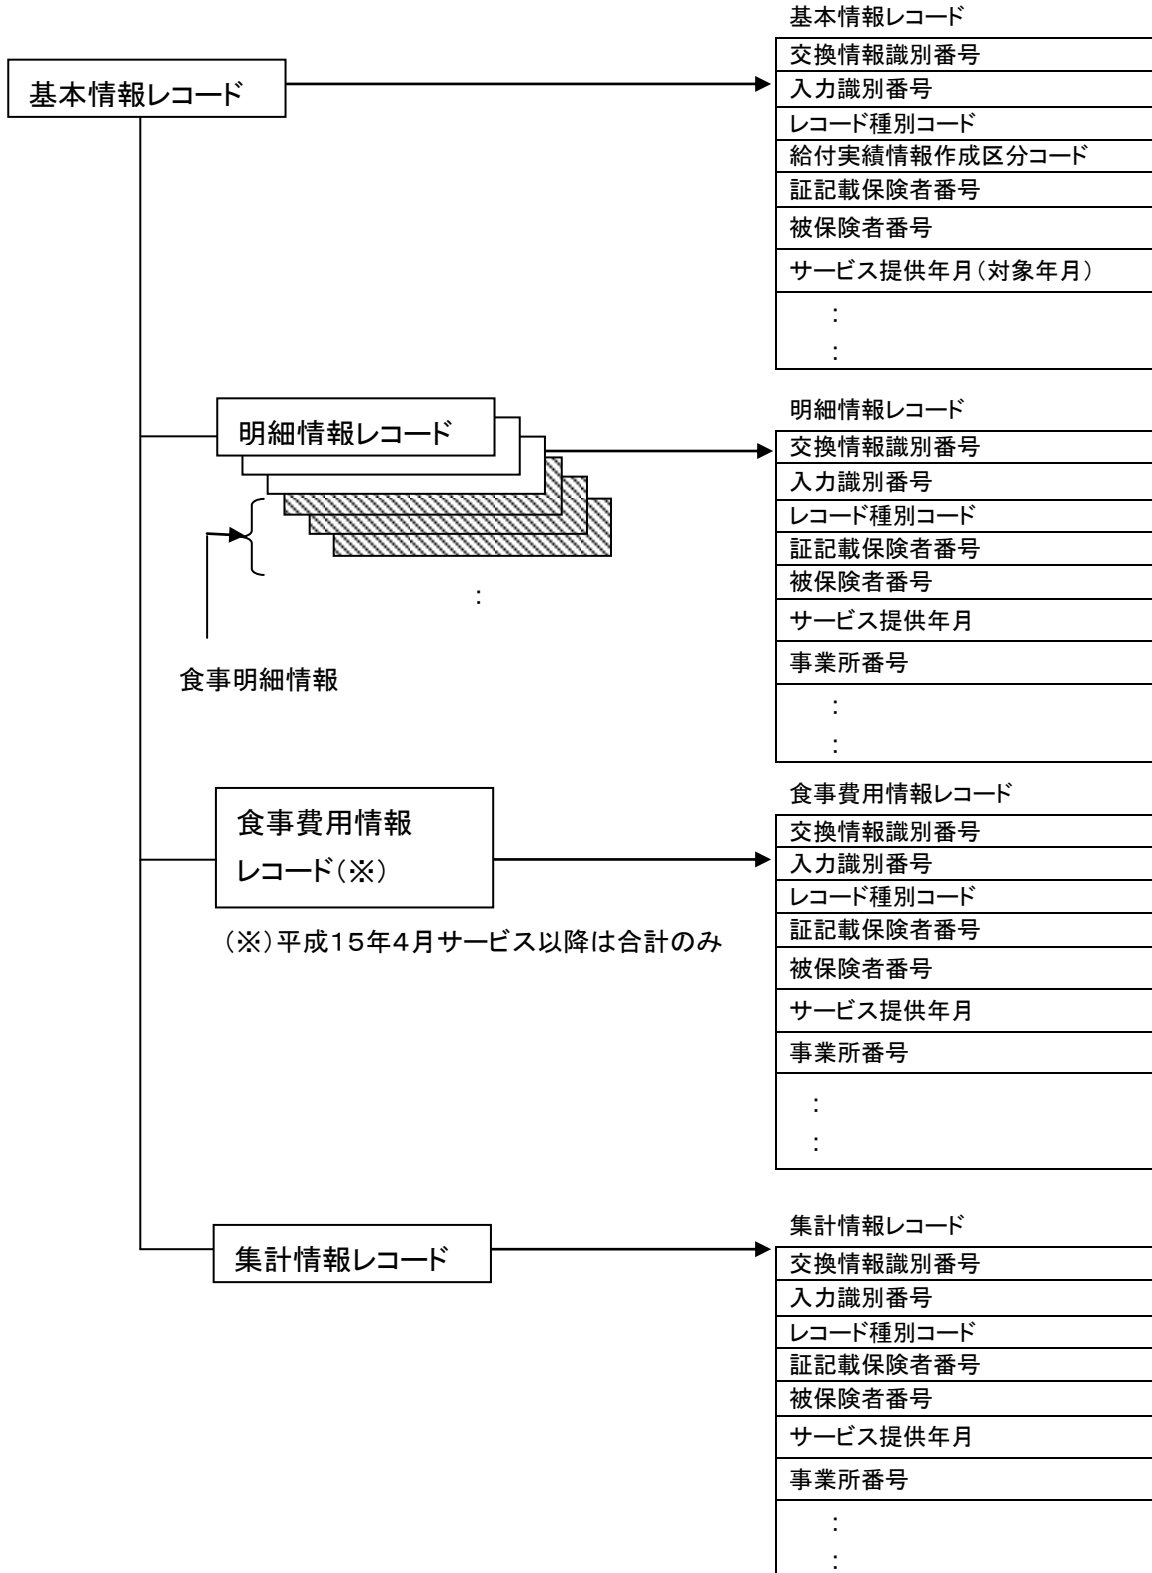 基本情報レコード
基本情報レコード
交換情報識別番号
入力識別番号
レコード種別コード
給付実績情報作成区分コード
証記載保険者番号
被保険者番号
サービス提供年月(対象年月)
:
:
明細情報レコード
食事明細情報
:
明細情報レコード
交換情報識別番号
入力識別番号
レコード種別コード
証記載保険者番号
被保険者番号
サービス提供年月
事業所番号
:
:
食事費用情報
レコード(※)
(※)平成15年4月サービス以降は合計のみ
食事費用情報レコード
交換情報識別番号
入力識別番号
レコード種別コード
証記載保険者番号
被保険者番号
サービス提供年月
事業所番号
:
:
集計情報レコード
集計情報レコード
交換情報識別番号
入力識別番号
レコード種別コード
証記載保険者番号
被保険者番号
サービス提供年月
事業所番号
:
: